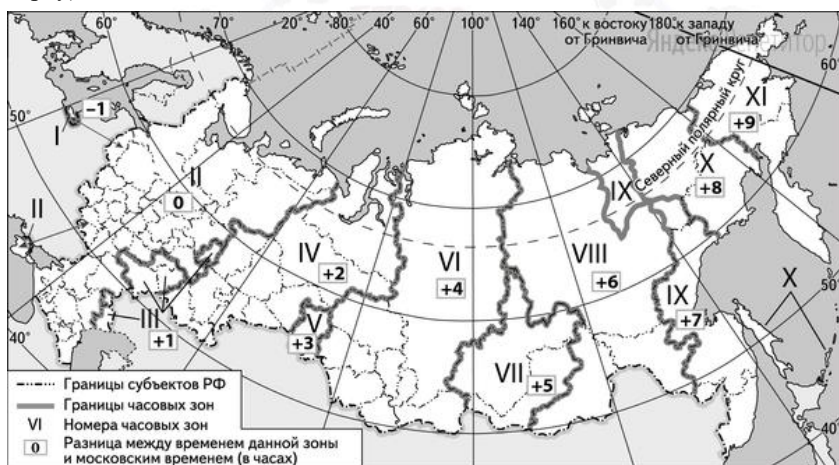 60°
20°
80°
40°
100°
140°
160° к востоку
от Гринвича
180° к западу
от Гринвича
60°
50°
–1
I
Северный полярный круг
XI
+9
II
0
II
IX
X
+8
IV
+2
VI
+4
VIII
+6
40°
III
+1
V
+3
VII
+5
IX
+7
X
50°
40°
Границы субъектов РФ
Границы часовых зон
VI Номера часовых зон
0 Разница между временем данной зоны
и московским временем (в часах)